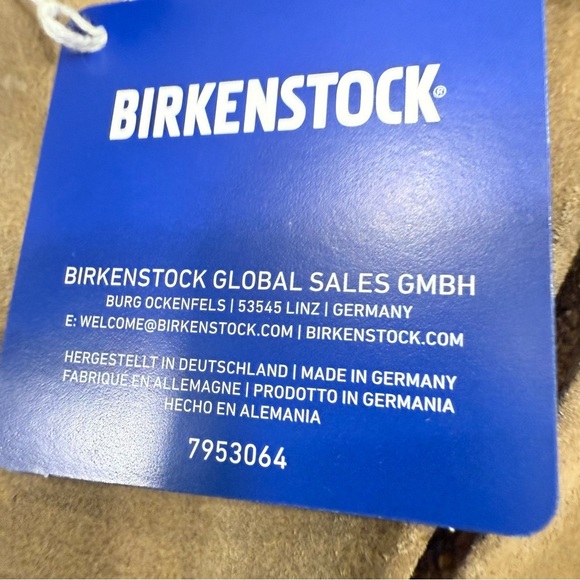 BIRKENSTOCK®
BIRKENSTOCK GLOBAL SALES GMBH
BURG OCKENFELS | 53545 LINZ | GERMANY
E: WELCOME@BIRKENSTOCK.COM | BIRKENSTOCK.COM
HERGESTELLT IN DEUTSCHLAND | MADE IN GERMANY
FABRIQUÉ EN ALLEMAGNE | PRODOTTO IN GERMANIA
HECHO EN ALEMANIA
7953064